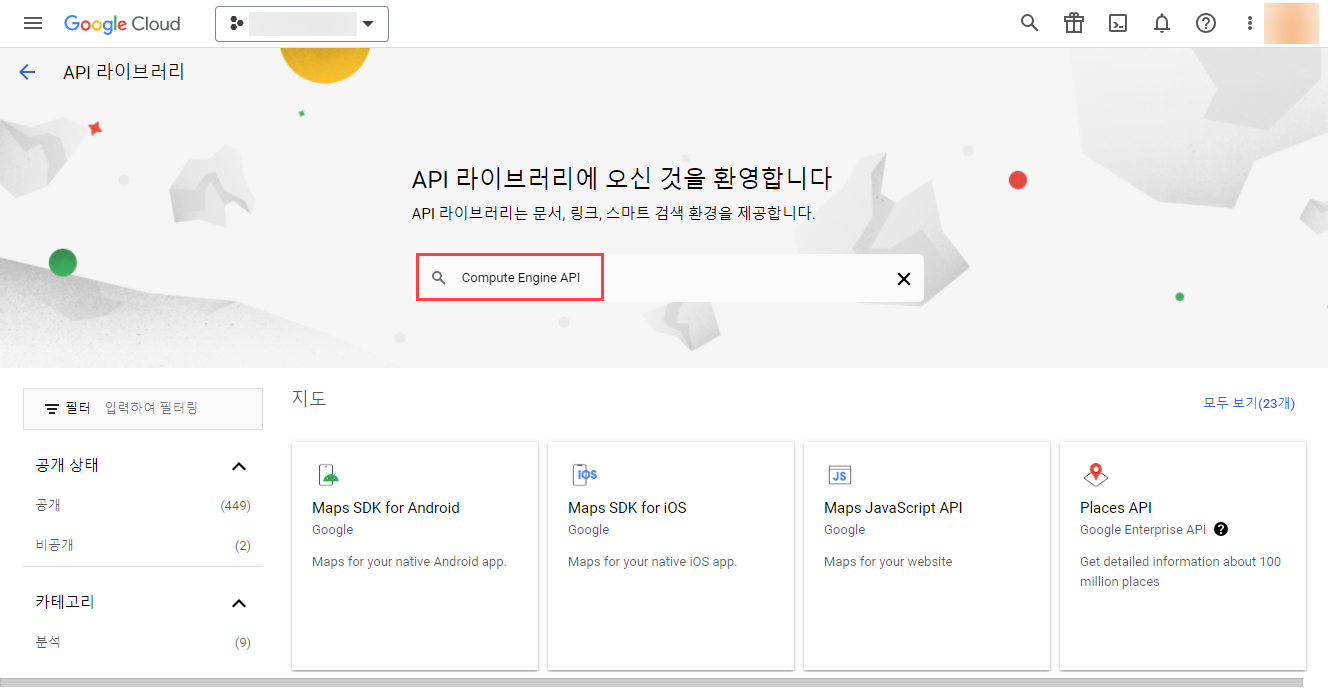 Google Cloud
API 라이브러리
API 라이브러리에 오신 것을 환영합니다
API 라이브러리는 문서, 링크, 스마트 검색 환경을 제공합니다.
Compute Engine API
필터 입력하여 필터링
공개 상태
공개 (449)
비공개 (2)
카테고리
분석 (9)
지도
모두 보기(23개)
Maps SDK for Android
Google
Maps for your native Android app.
iOS
Maps SDK for iOS
Google
Maps for your native iOS app.
JS
Maps JavaScript API
Google
Maps for your website
Places API
Google Enterprise API
Get detailed information about 100
million places